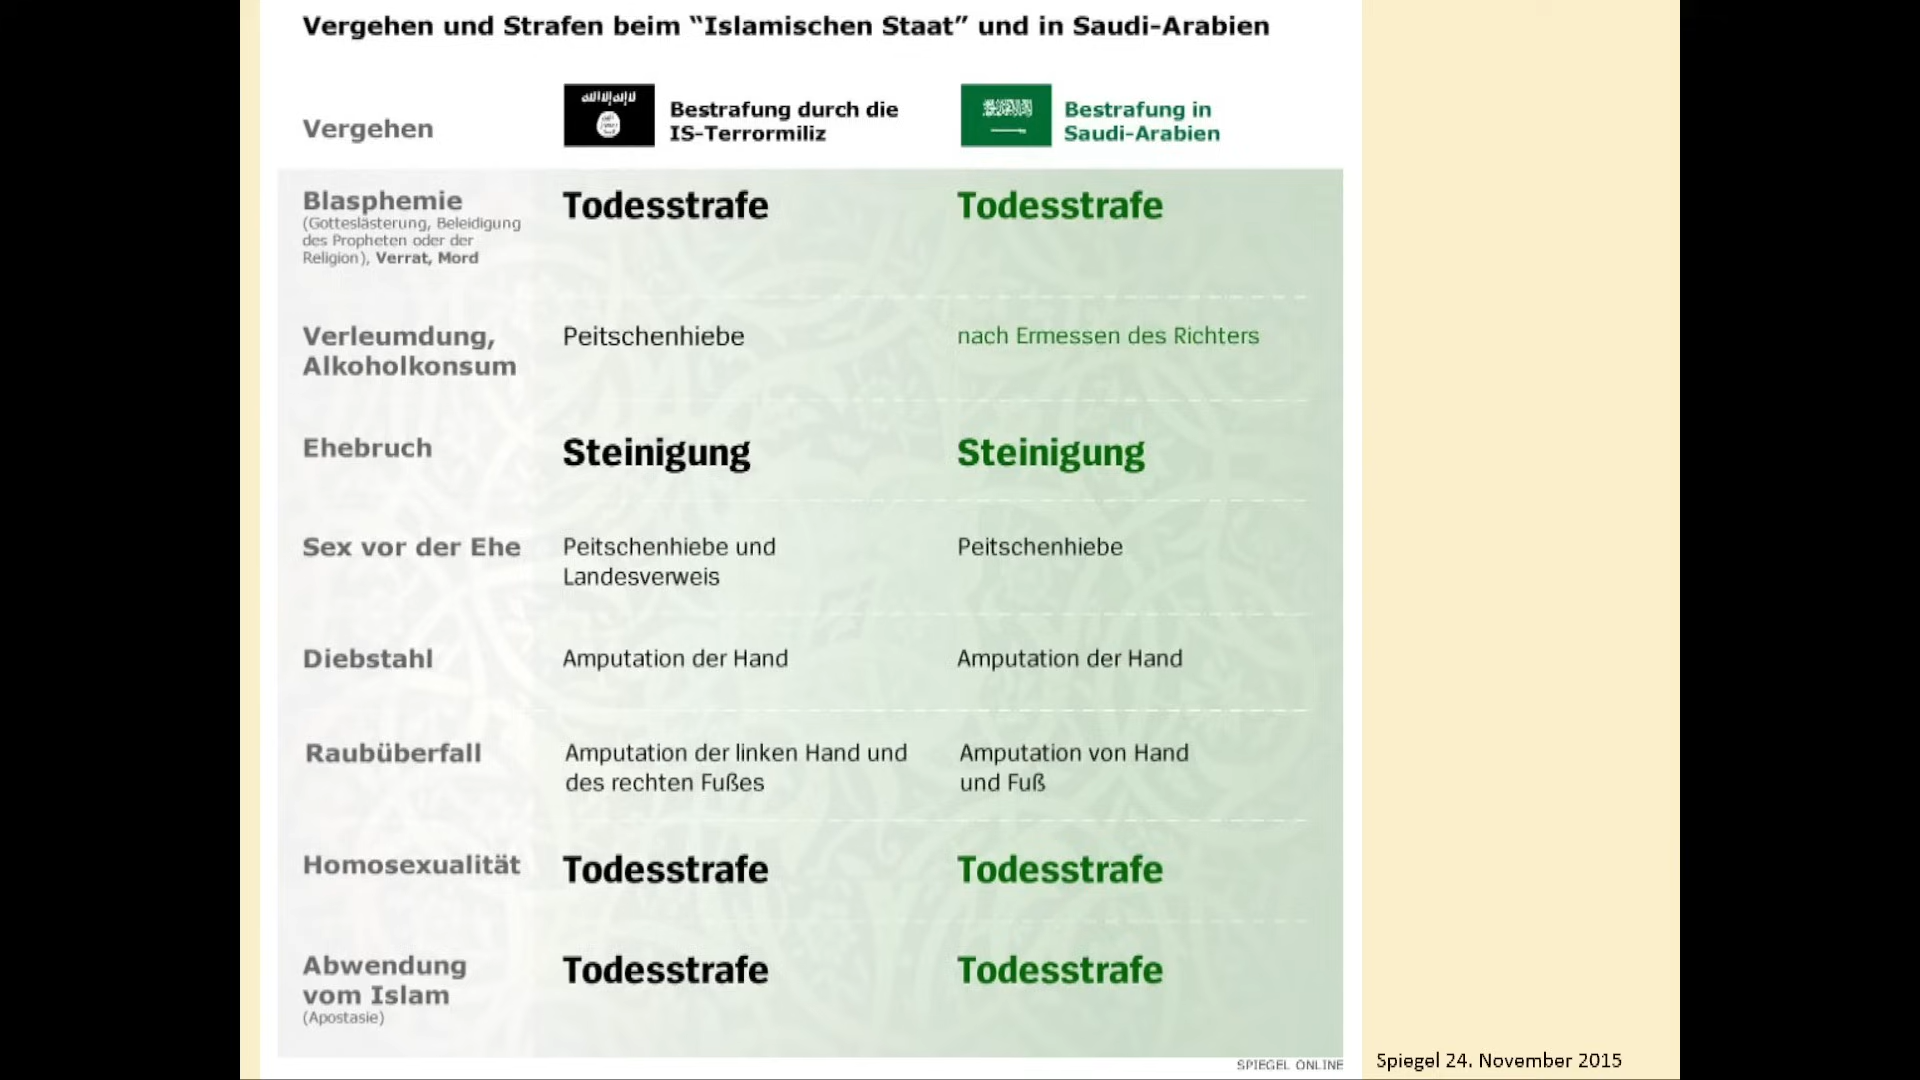 Vergehen und Strafen beim “Islamischen Staat” und in Saudi-Arabien
Vergehen
Bestrafung durch die
IS-Terrormiliz
Bestrafung in
Saudi-Arabien
Blasphemie
(Gotteslästerung, Beleidigung
des Propheten oder der
Religion), Verrat, Mord
Todesstrafe
Todesstrafe
Verleumdung,
Alkoholkonsum
Peitschenhiebe
nach Ermessen des Richters
Ehebruch
Steinigung
Steinigung
Sex vor der Ehe
Peitschenhiebe und
Landesverweis
Peitschenhiebe
Diebstahl
Amputation der Hand
Amputation der Hand
Raubüberfall
Amputation der linken Hand und
des rechten Fußes
Amputation von Hand
und Fuß
Homosexualität
Todesstrafe
Todesstrafe
Abwendung
vom Islam
(Apostasie)
Todesstrafe
Todesstrafe
SPIEGEL ONLINE
Spiegel 24. November 2015